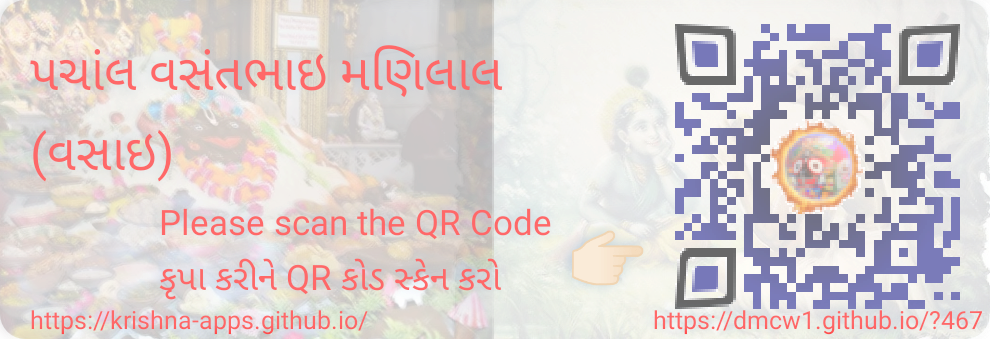 પચાંલ વસંતભાઇ મણિલાલ
(વસાઇ)
Please scan the QR Code
કૃપા કરીને QR કોડ સ્કેન કરો
https://krishna-apps.github.io/
https://dmcw1.github.io/?467